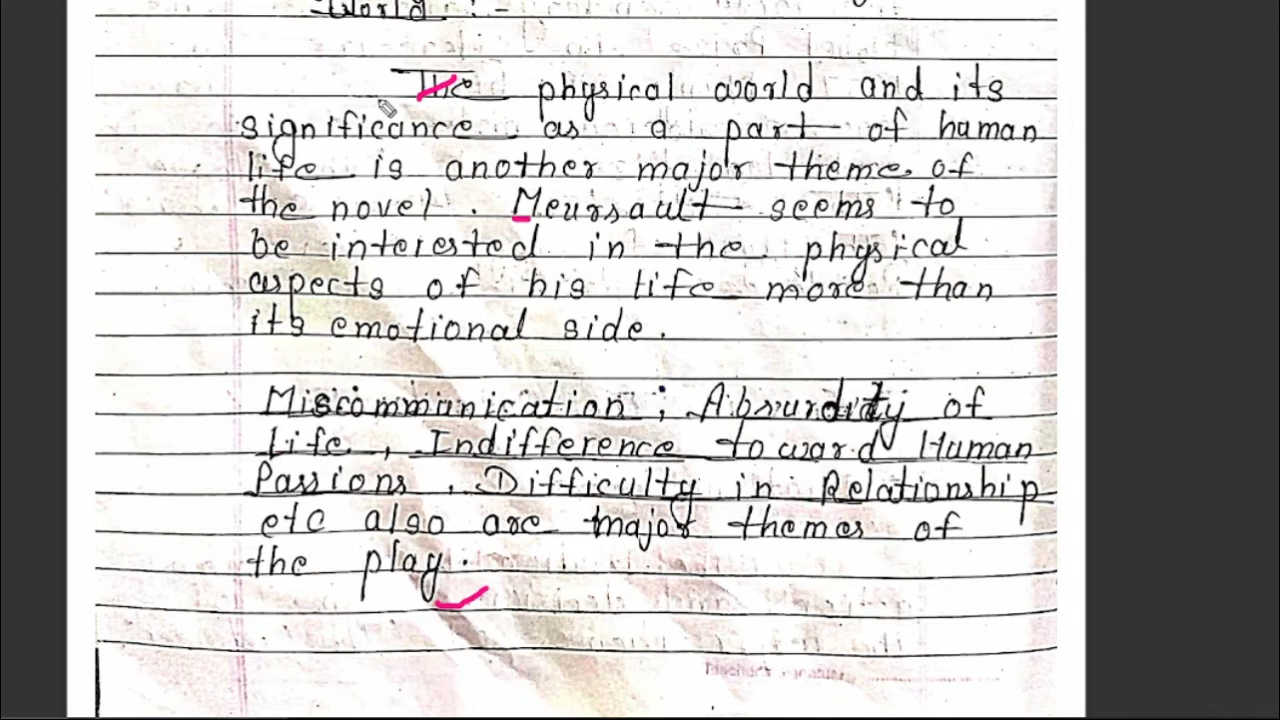 World :-
The physical world and its
significance as a part of human
life is another major theme of
the novel. Meursault seems to
be interested in the physical
aspects of his life more than
its emotional side.
Miscommunication ; Absurdity of
Life, Indifference toward Human
Passions, Difficulty in Relationship
etc also are major themes of
the play.